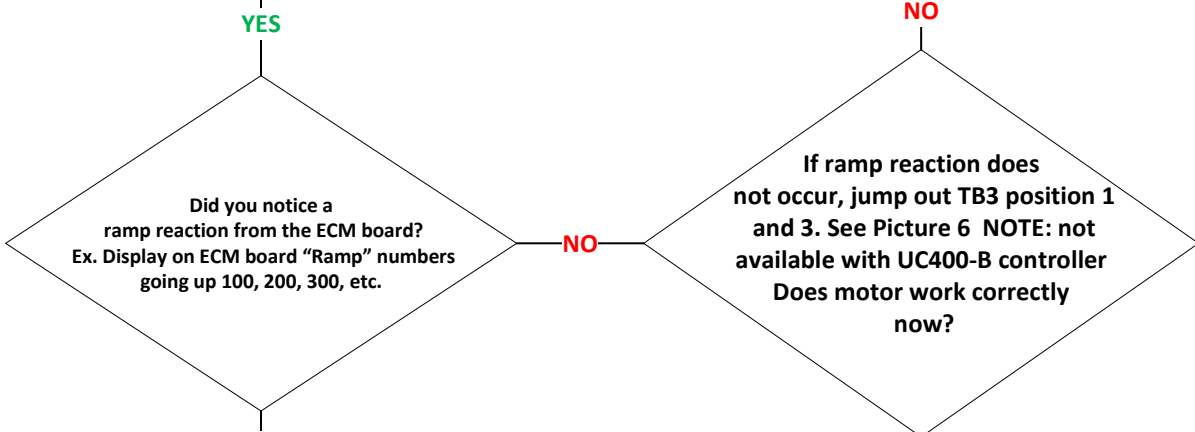 YES
NO
Did you notice a
ramp reaction from the ECM board?
Ex. Display on ECM board “Ramp” numbers
going up 100, 200, 300, etc.
NO
If ramp reaction does
not occur, jump out TB3 position 1
and 3. See Picture 6  NOTE: not
available with UC400-B controller
Does motor work correctly
now?